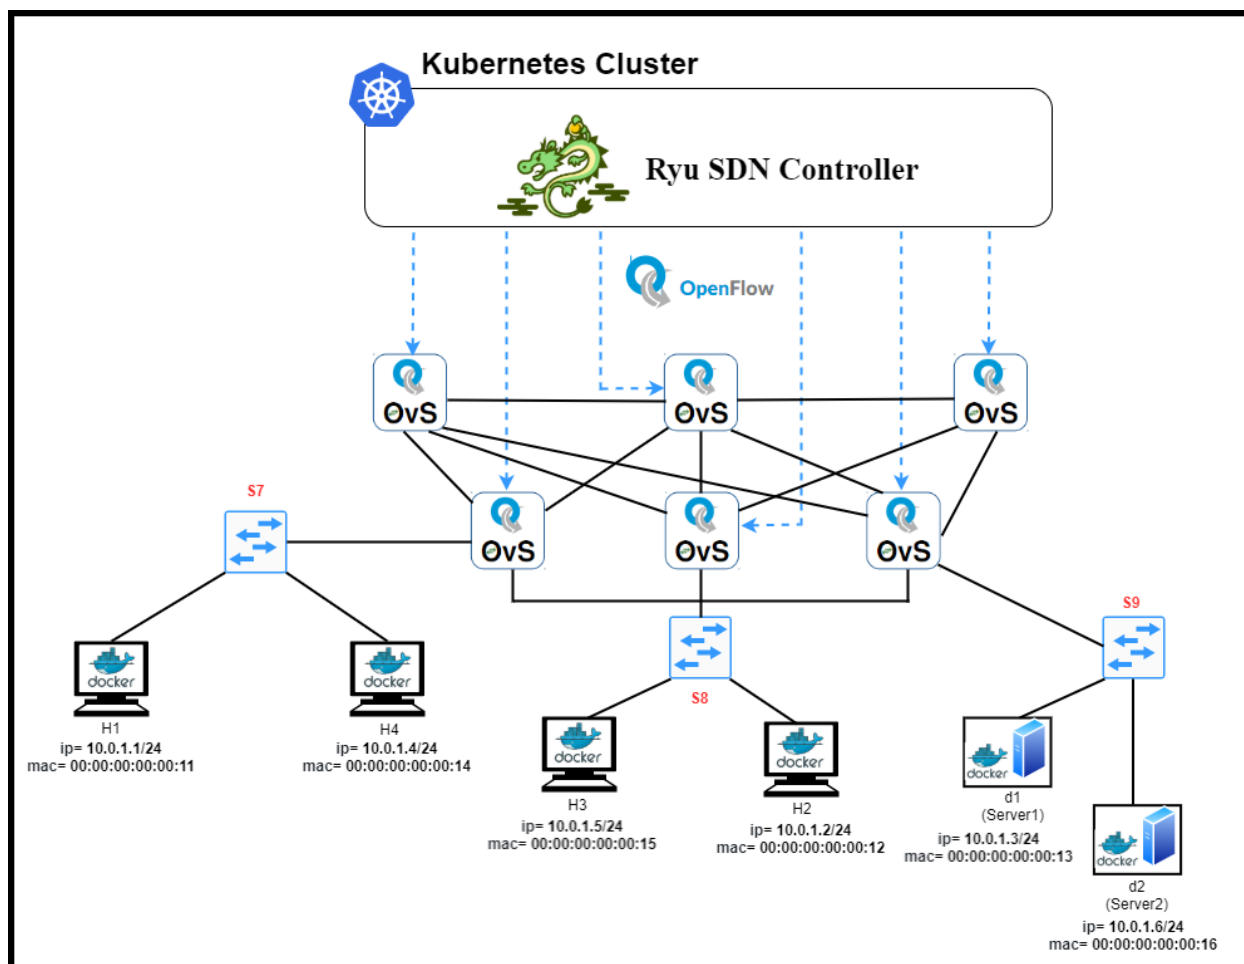 Kubernetes Cluster
Ryu SDN Controller
OpenFlow
OvS
OvS
OvS
S7
OvS
OvS
OvS
S9
docker
docker
S8
H1
ip= 10.0.1.1/24
mac= 00:00:00:00:00:11
H4
ip= 10.0.1.4/24
mac= 00:00:00:00:00:14
docker
docker
docker
H3
ip= 10.0.1.5/24
mac= 00:00:00:00:00:15
H2
ip= 10.0.1.2/24
mac= 00:00:00:00:00:12
d1
(Server1)
ip= 10.0.1.3/24
mac= 00:00:00:00:00:13
docker
d2
(Server2)
ip= 10.0.1.6/24
mac= 00:00:00:00:00:16